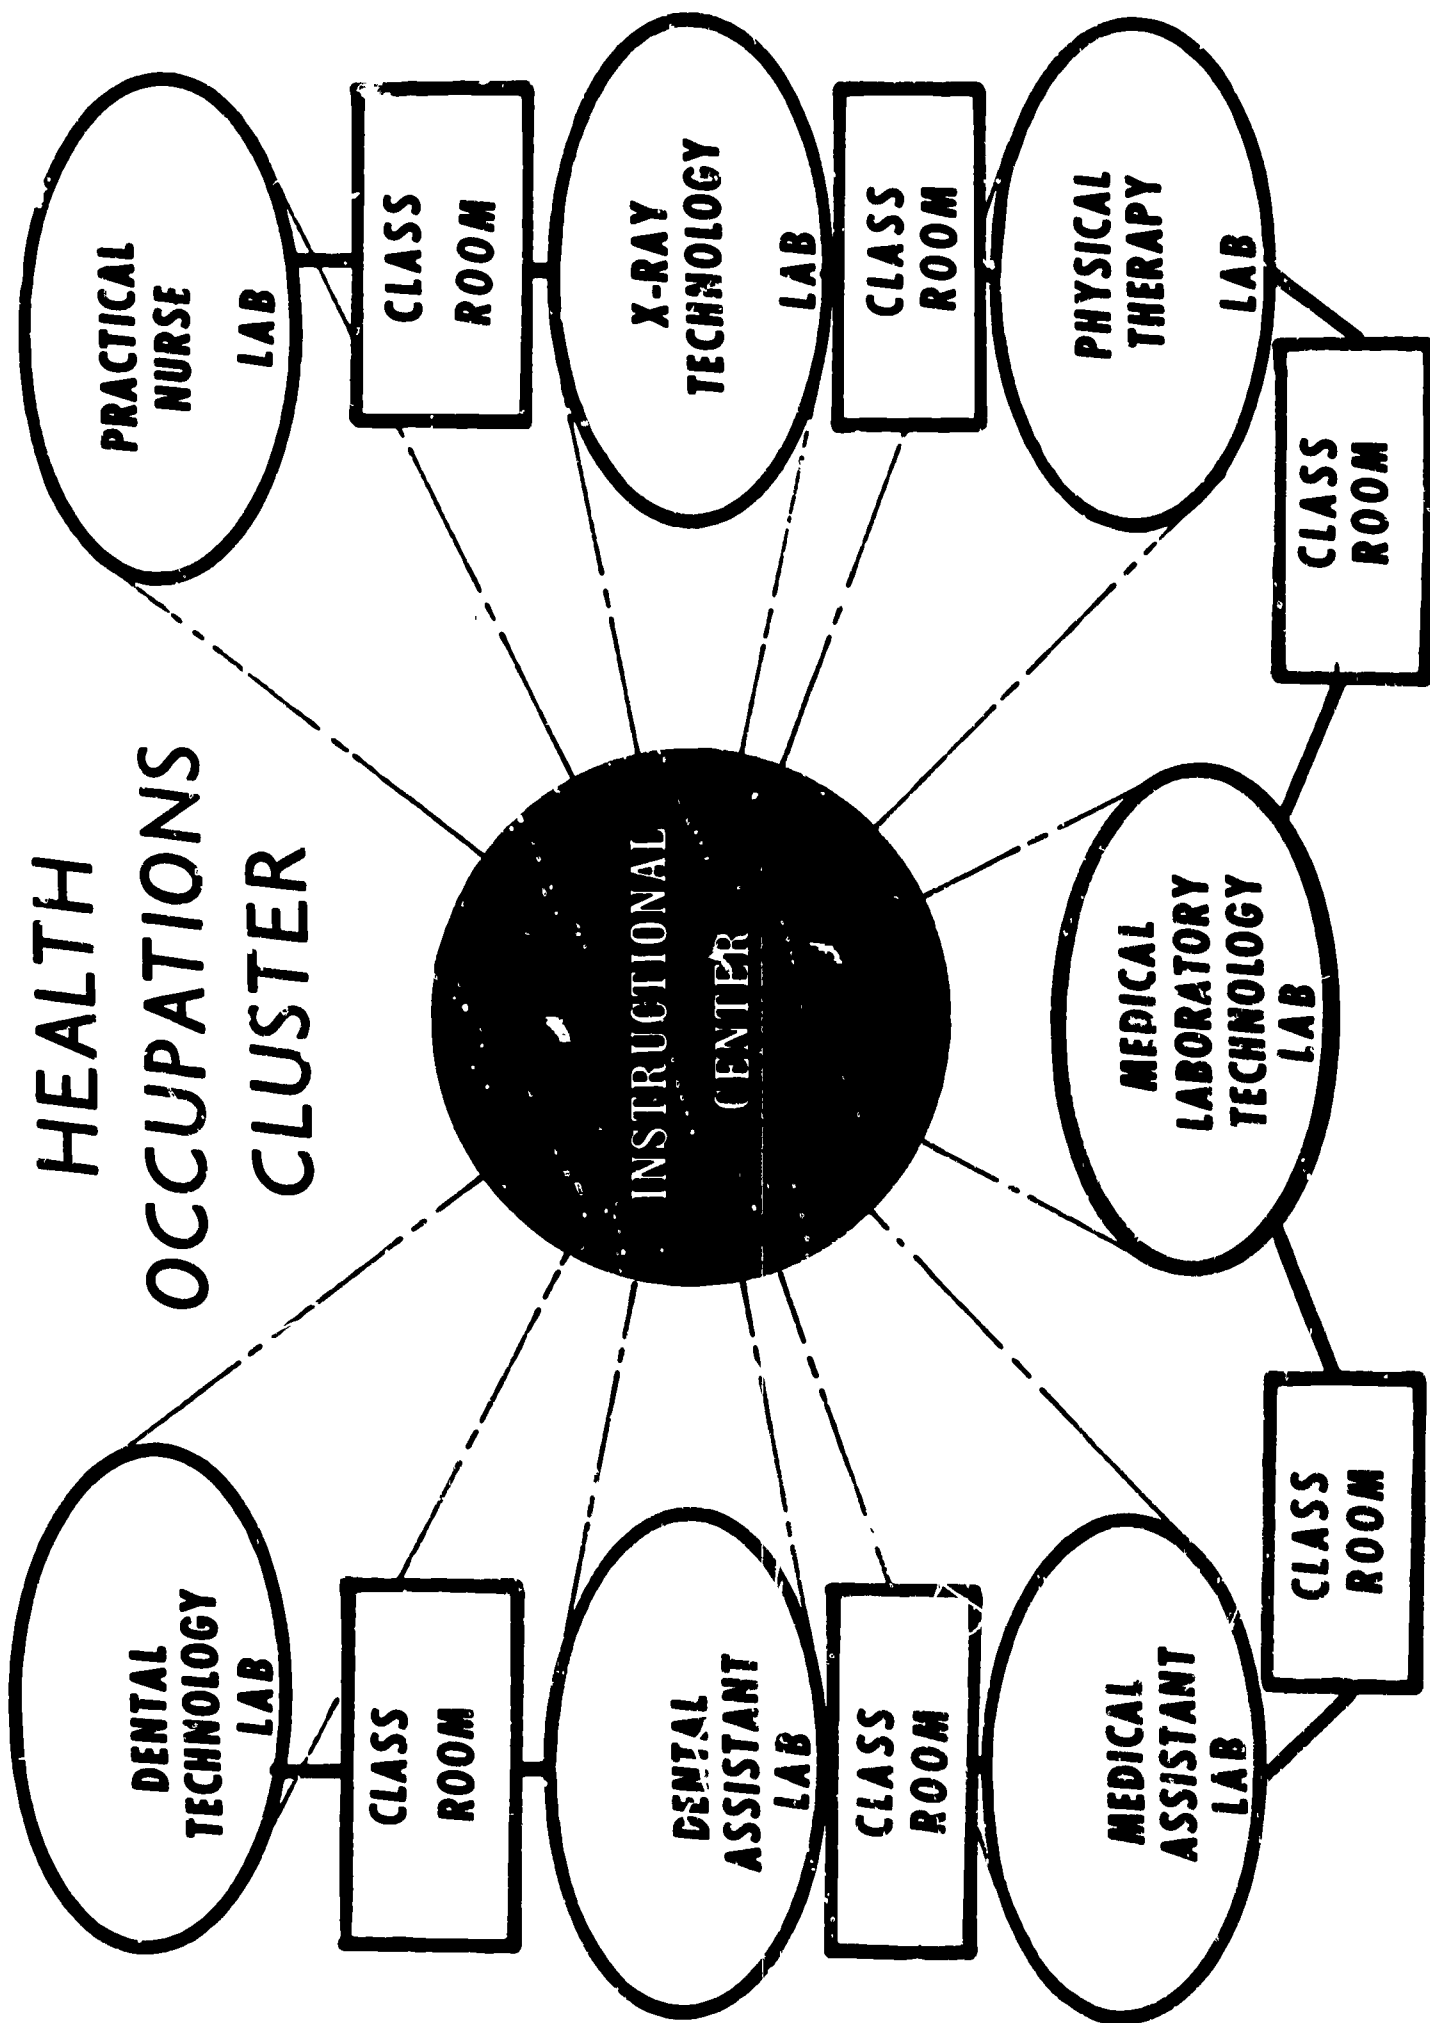 HEALTH
OCCUPATIONS
CLUSTER
DENTAL
TECHNOLOGY
LAB
CLASS
ROOM
DENTAL
ASSISTANT
LAB
CLASS
ROOM
MEDICAL
ASSISTANT
LAB
CLASS
ROOM
INSTRUCTIONAL
CENTER
MEDICAL
LABORATORY
TECHNOLOGY
LAB
PRACTICAL
NURSE
LAB
CLASS
ROOM
X-RAY
TECHNOLOGY
LAB
CLASS
ROOM
PHYSICAL
THERAPY
LAB
CLASS
ROOM